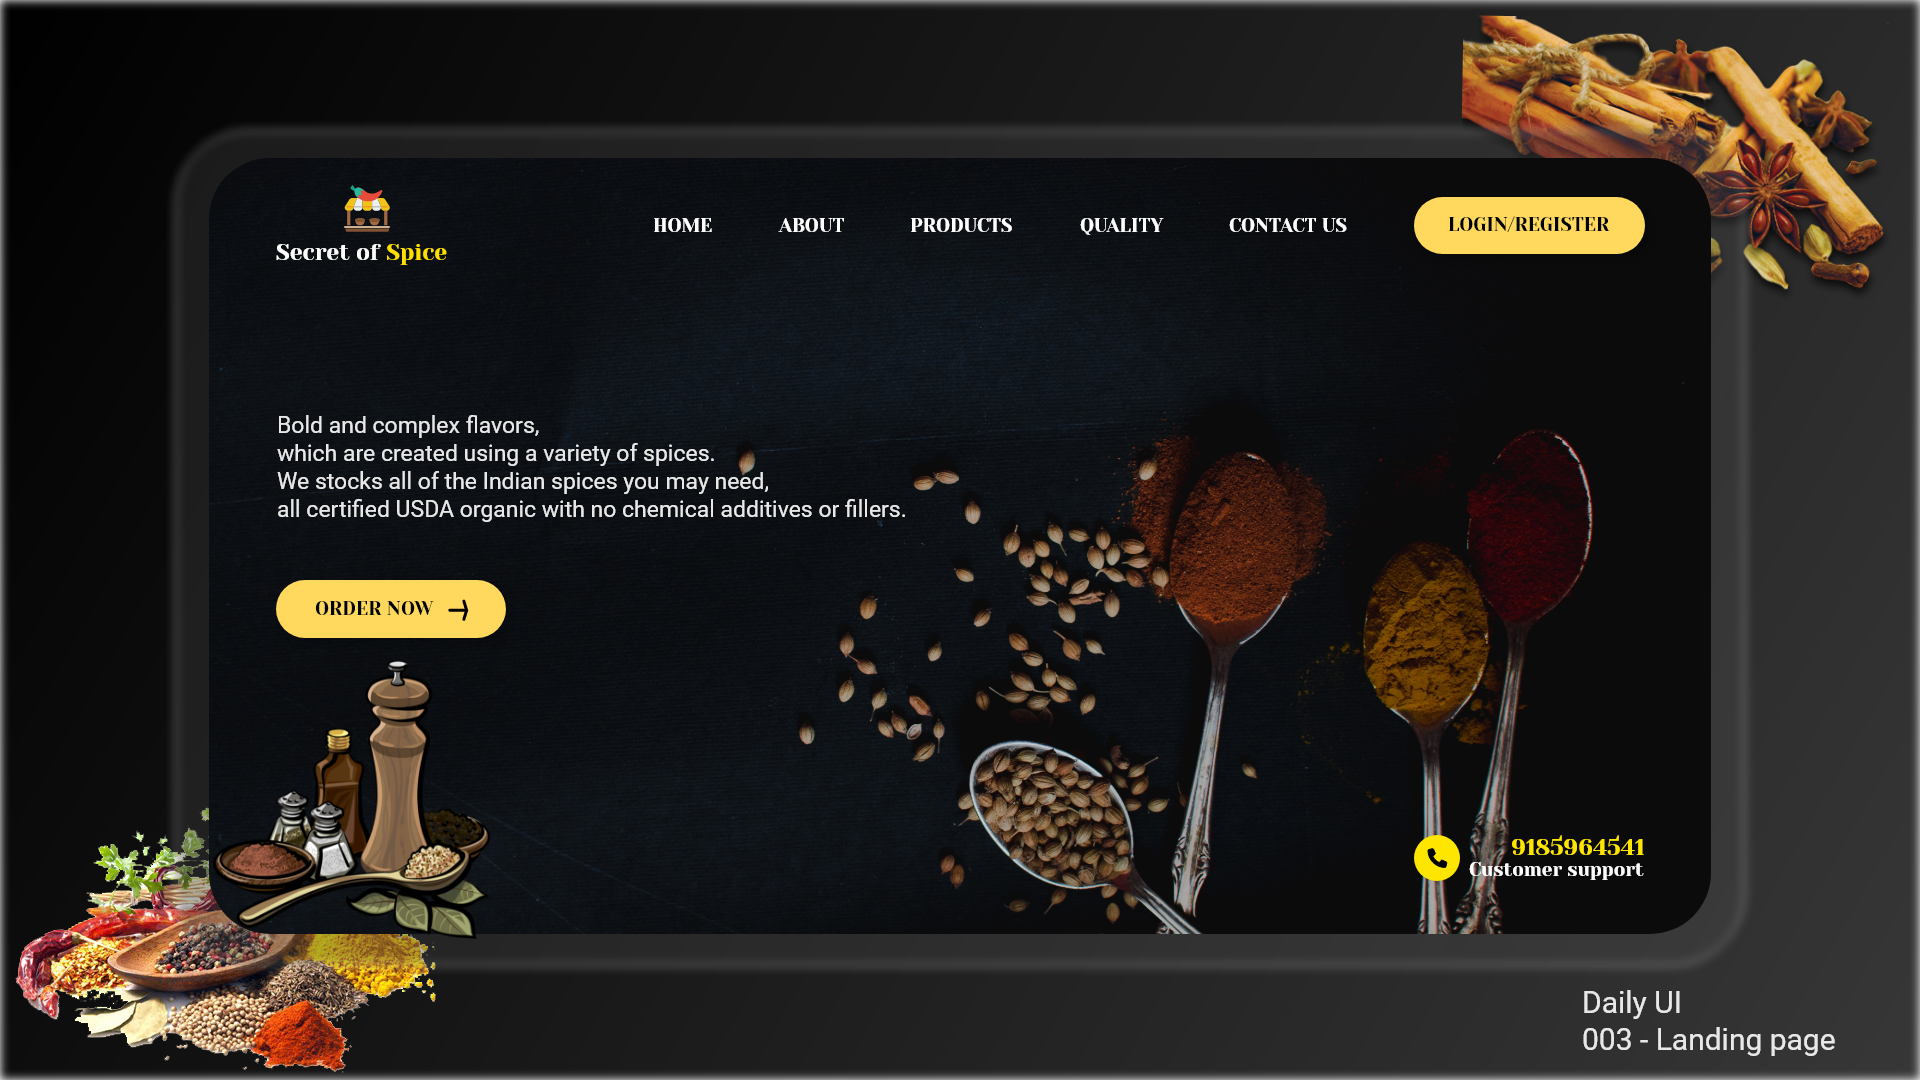 Secret of Spice
HOME
ABOUT
PRODUCTS
QUALITY
CONTACT US
LOGIN/REGISTER
Bold and complex flavors,
which are created using a variety of spices.
We stocks all of the Indian spices you may need,
all certified USDA organic with no chemical additives or fillers.
ORDER NOW
9185964541
Customer support
Daily UI
003 - Landing page